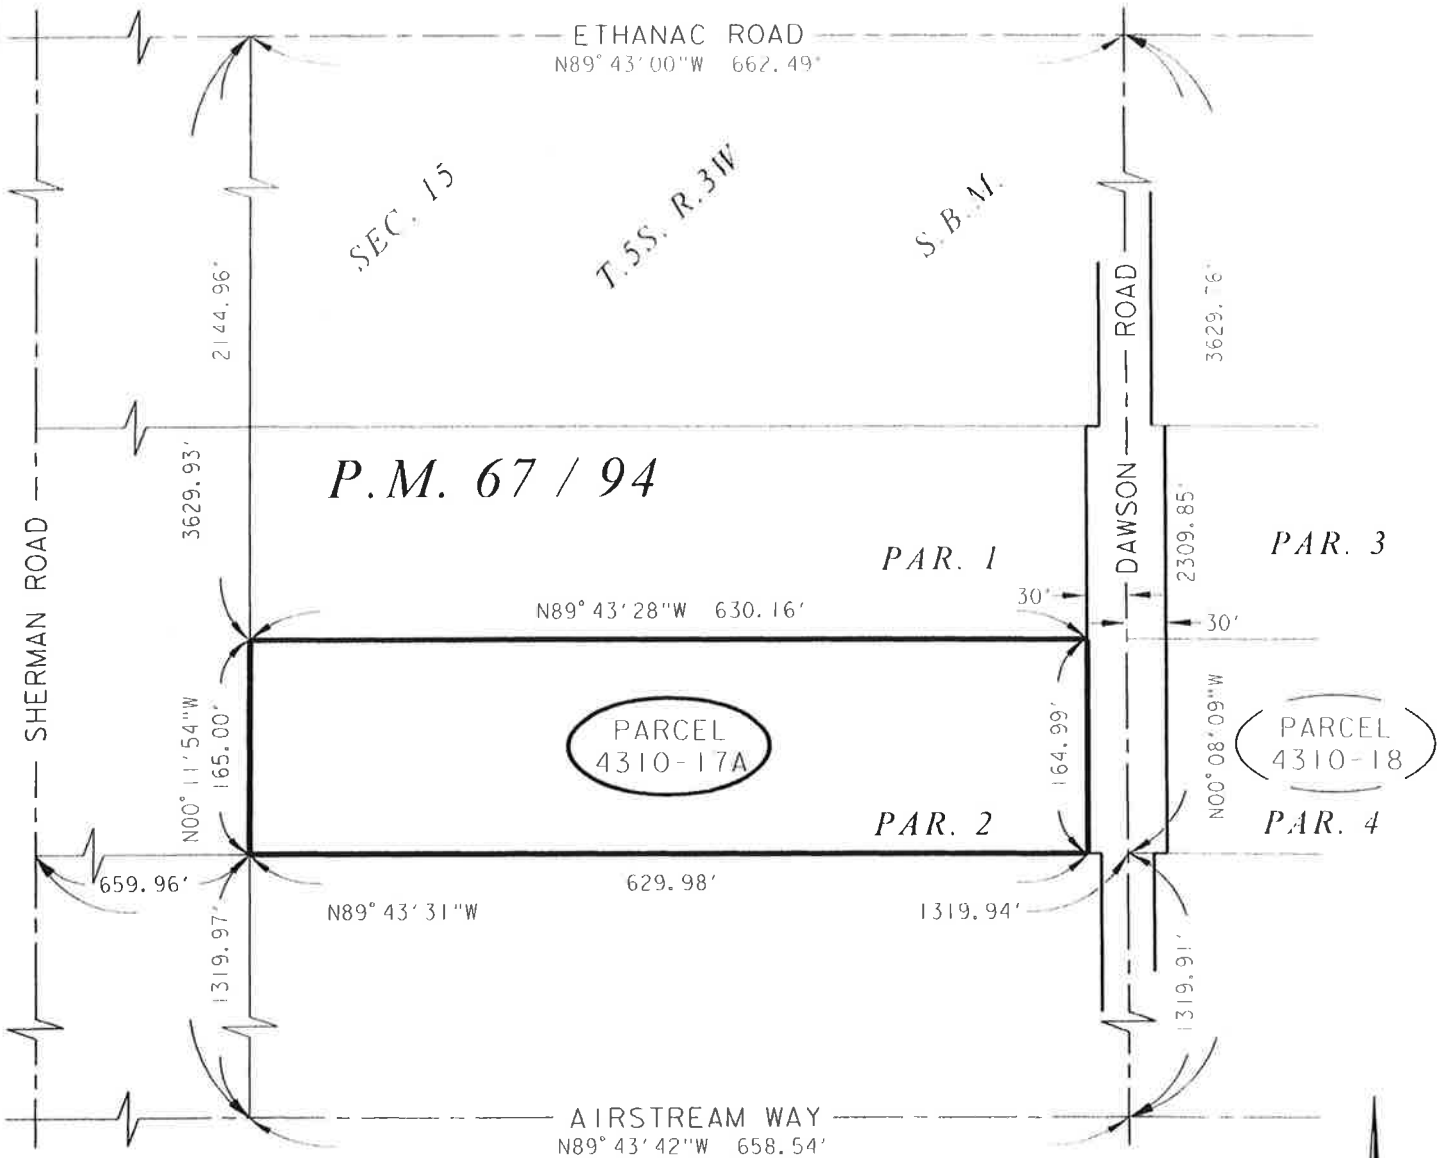 ETHANAC ROAD
N89°43'00"W 662.49'
SEC. 15
T.5S. R.3W
S.B.M.
2144.96'
ROAD
3629.76'
P.M. 67 / 94
3629.93'
SHERMAN ROAD
DAWSON
2309.85'
PAR. 1
PAR. 3
30'
N89°43'28"W 630.16'
30'
N00°11'54"W
165.00'
PARCEL
4310-17A
164.99'
N00°08'09"W
PARCEL
4310-18
PAR. 2
PAR. 4
659.96'
629.98'
N89°43'31"W
1319.94'
1319.97'
1319.91'
AIRSTREAM WAY
N89°43'42"W 658.54'